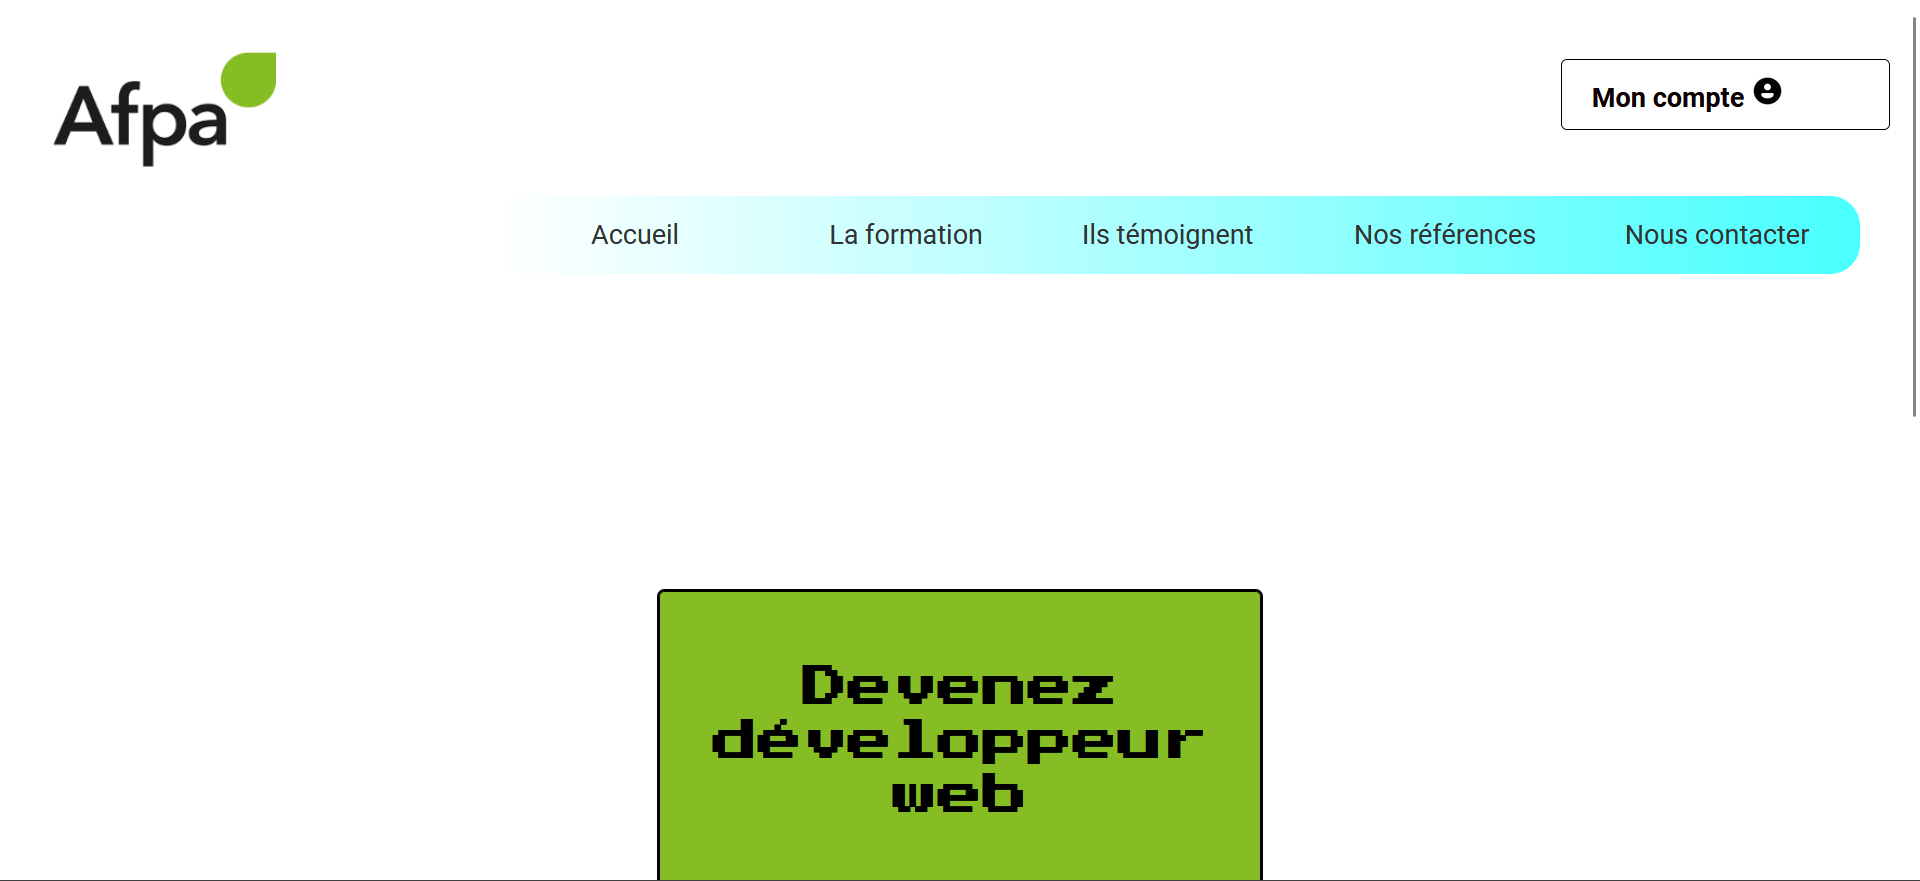 Afpa
Mon compte
Accueil
La formation
Ils témoignent
Nos références
Nous contacter
Devenez
développeur
web